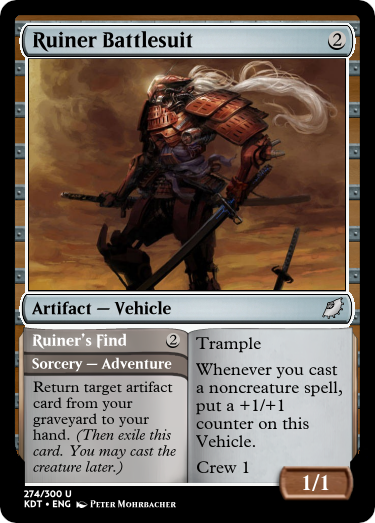 Ruiner Battlesuit 2
Artifact — Vehicle
Ruiner's Find 2
Sorcery — Adventure
Return target artifact
card from your
graveyard to your
hand. (Then exile this
card. You may cast the
creature later.)
Trample
Whenever you cast
a noncreature spell,
put a +1/+1
counter on this
Vehicle.
Crew 1
1/1
274/300 U
KDT • ENG Peter Mohrbacher